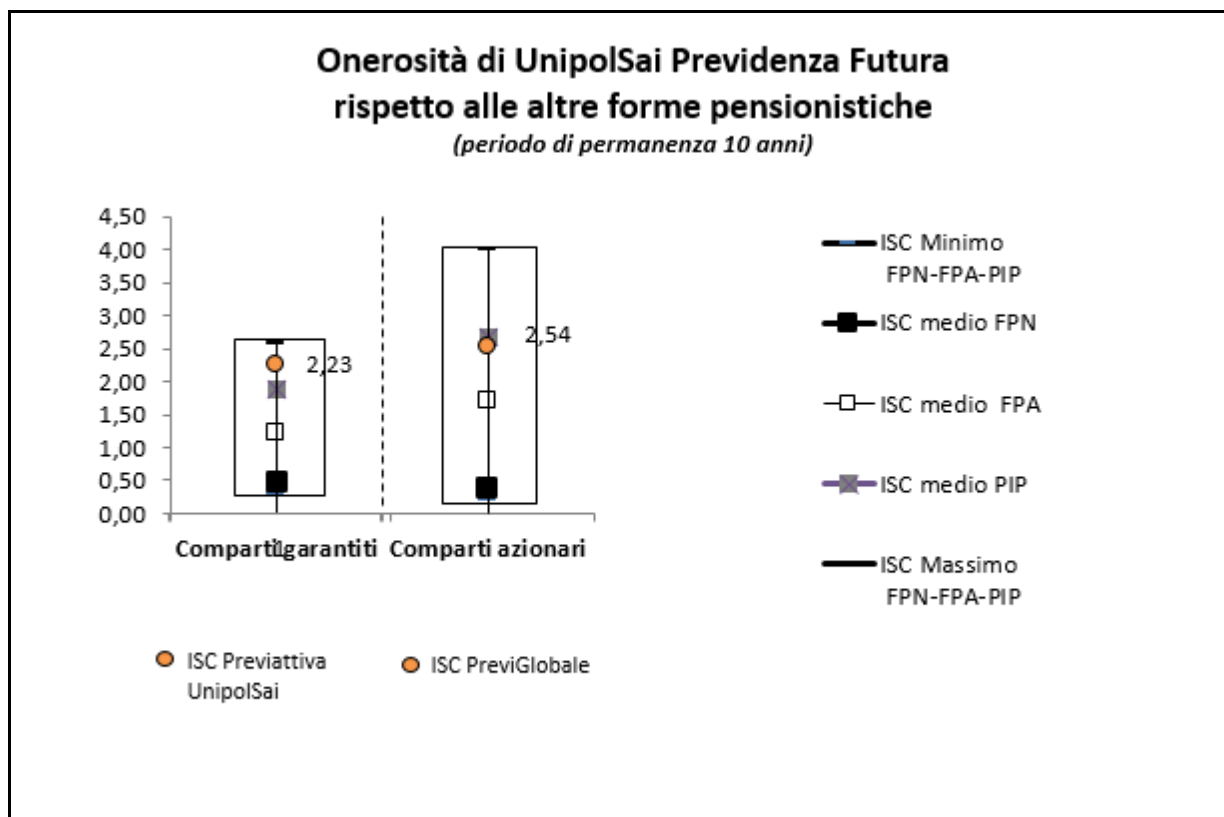 Onerosità di UnipolSai Previdenza Futura
rispetto alle altre forme pensionistiche
(periodo di permanenza 10 anni)
4,50
4,00
3,50
3,00
2,50
2,00
1,50
1,00
0,50
0,00
2,23
2,54
Comparti garantiti
1
Comparti azionari
ISC Minimo
FPN-FPA-PIP
ISC medio FPN
ISC medio FPA
ISC medio PIP
ISC Massimo
FPN-FPA-PIP
ISC Previattiva
UnipolSai
ISC PreviGlobale